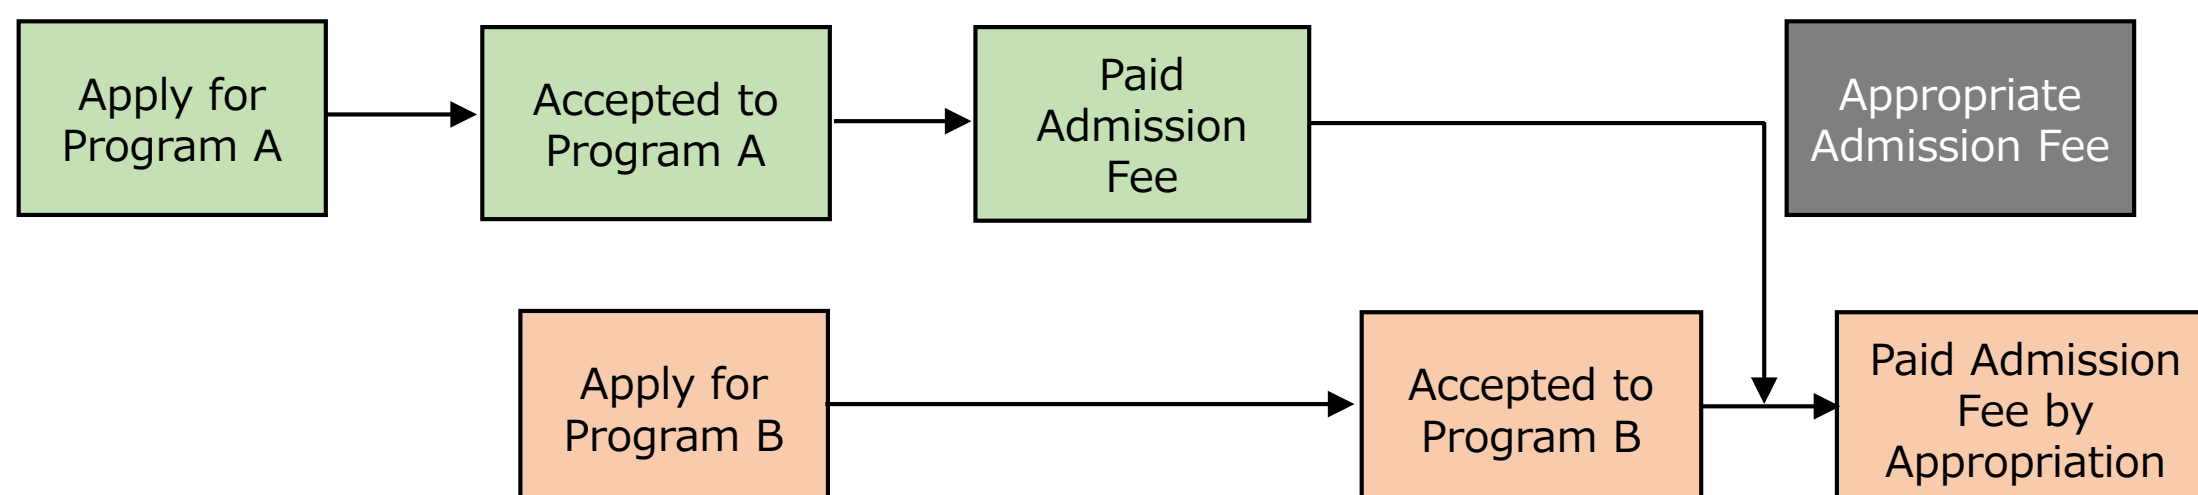 Apply for
Program A
Accepted to
Program A
Paid
Admission
Fee
Appropriate
Admission Fee
Apply for
Program B
Accepted to
Program B
Paid Admission
Fee by
Appropriation